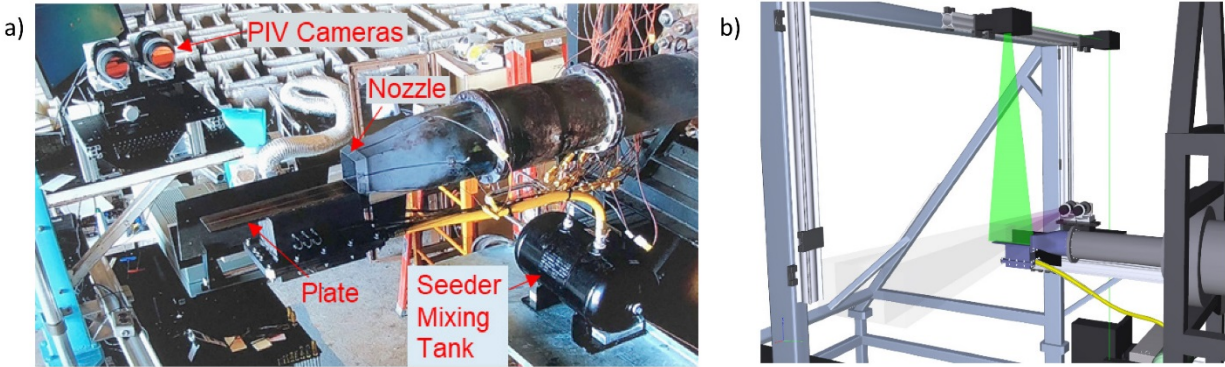 a)
PIV Cameras
Nozzle
Plate
Seeder
Mixing
Tank
b)